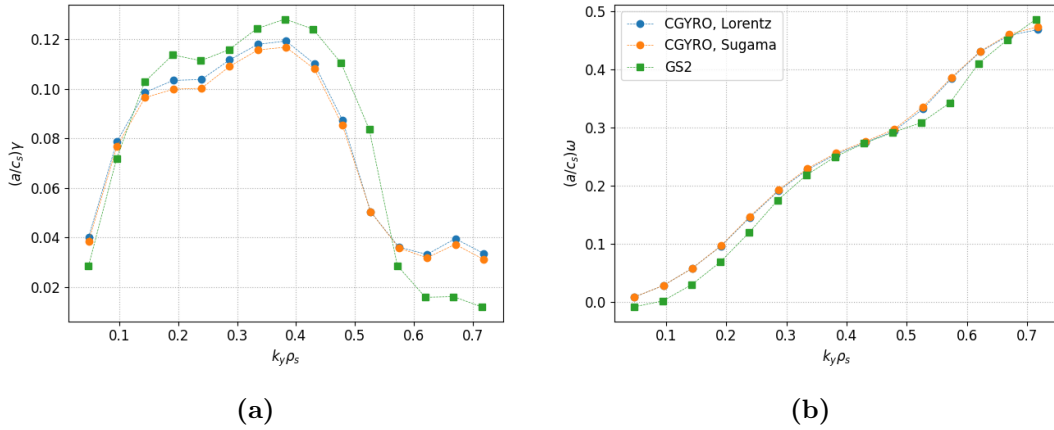 0.12
0.10
0.08
0.06
0.04
0.02
(a/c_s)γ
0.1 0.2 0.3 0.4 0.5 0.6 0.7
k_yρ_s
(a)
CGYRO, Lorentz
CGYRO, Sugama
GS2
0.5
0.4
0.3
0.2
0.1
0.0
(a/c_s)ω
0.1 0.2 0.3 0.4 0.5 0.6 0.7
k_yρ_s
(b)